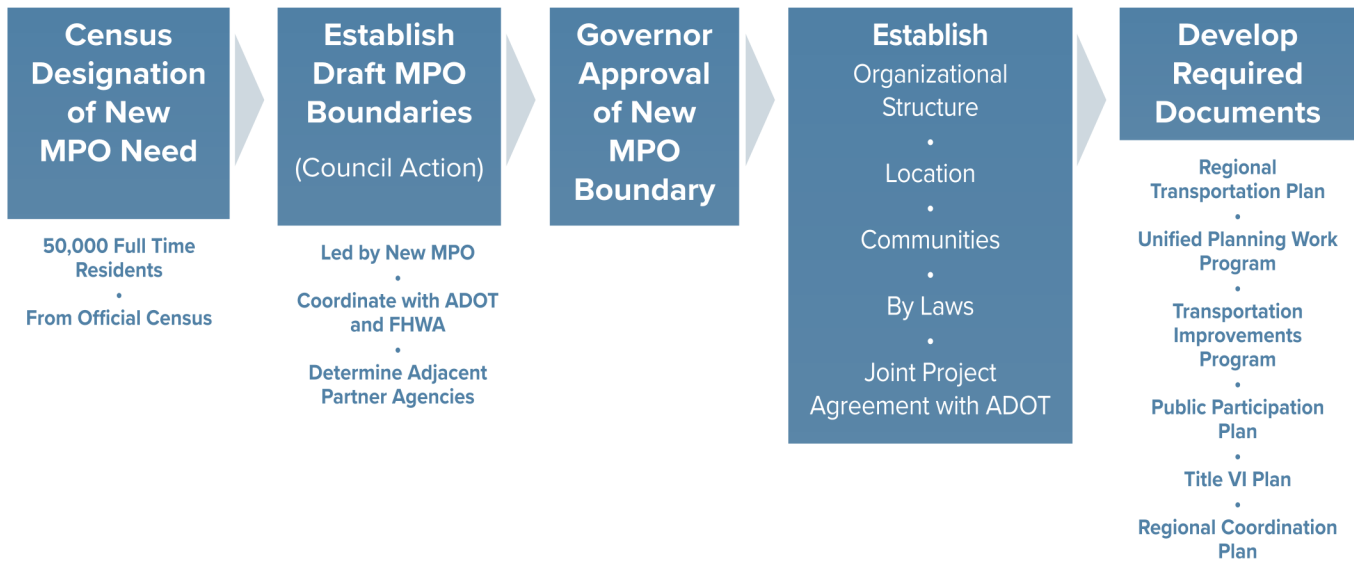 Census
Designation
of New
MPO Need
50,000 Full Time
Residents
•
From Official Census
Establish
Draft MPO
Boundaries
(Council Action)
Led by New MPO
•
Coordinate with ADOT
and FHWA
•
Determine Adjacent
Partner Agencies
Governor
Approval
of New
MPO
Boundary
Establish
Organizational
Structure
•
Location
•
Communities
•
By Laws
•
Joint Project
Agreement with ADOT
Develop
Required
Documents
Regional
Transportation Plan
•
Unified Planning Work
Program
•
Transportation
Improvements
Program
•
Public Participation
Plan
•
Title VI Plan
•
Regional Coordination
Plan